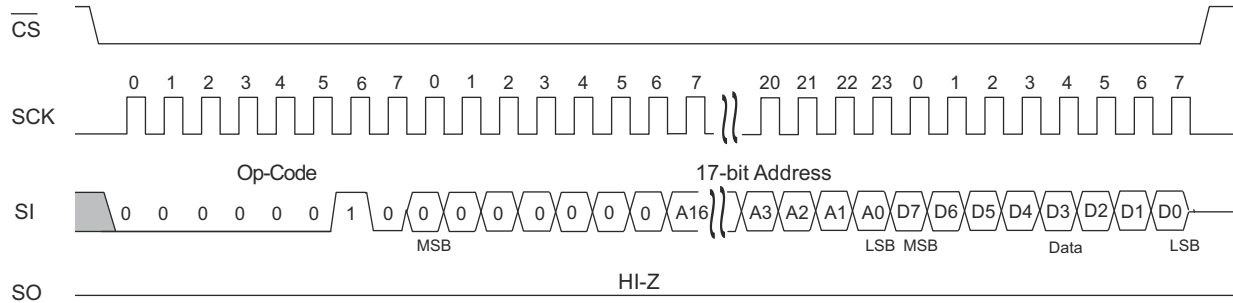 CS
0 1 2 3 4 5 6 7 0 1 2 3 4 5 6 7 20 21 22 23 0 1 2 3 4 5 6 7
SCK
Op-Code 17-bit Address
SI 0 0 0 0 0 0 1 0 0 0 0 0 0 0 0 A16 A3 A2 A1 A0 D7 D6 D5 D4 D3 D2 D1 D0
MSB LSB MSB Data LSB
HI-Z
SO